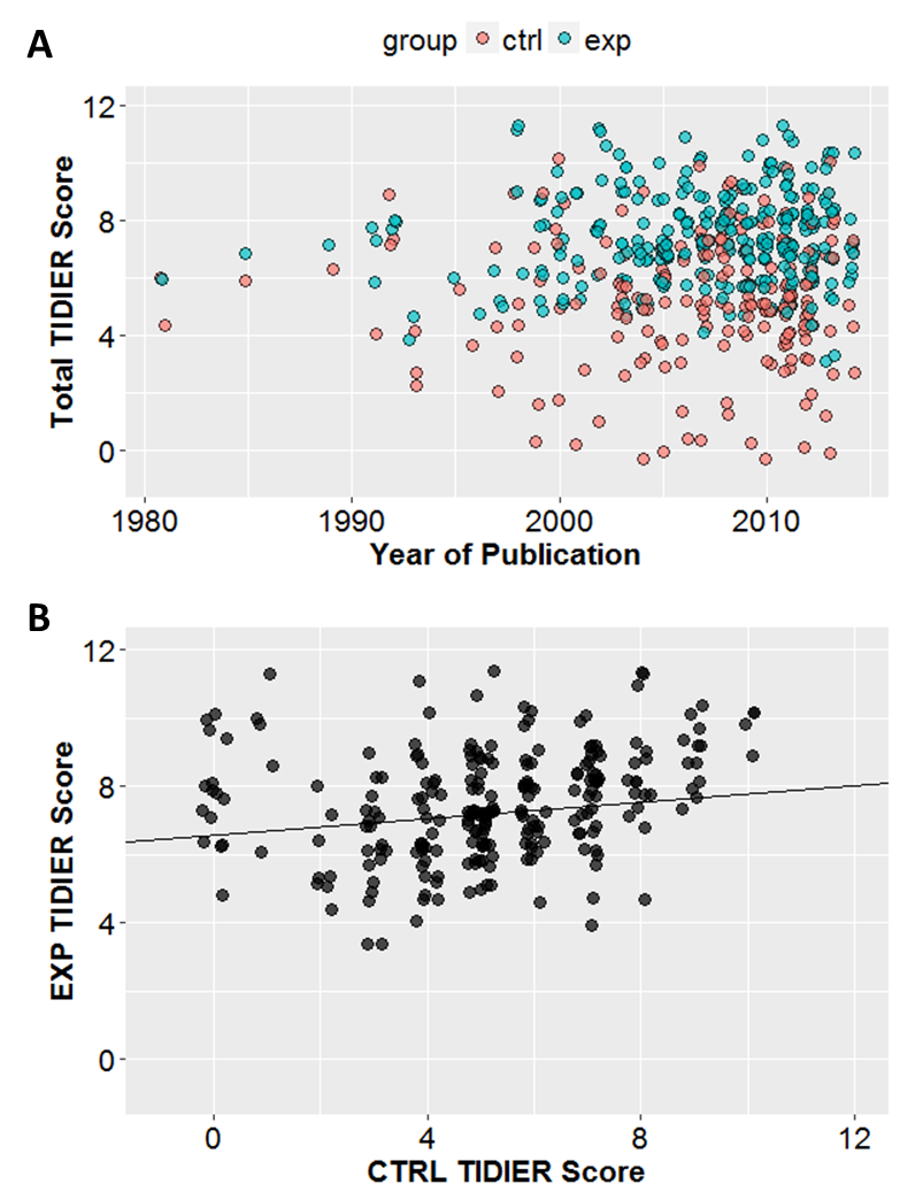 A
group ctrl exp
12
8
4
0
Total TIDIER Score
1980 1990 2000 2010
Year of Publication
B
12
8
4
0
EXP TIDIER Score
0 4 8 12
CTRL TIDIER Score